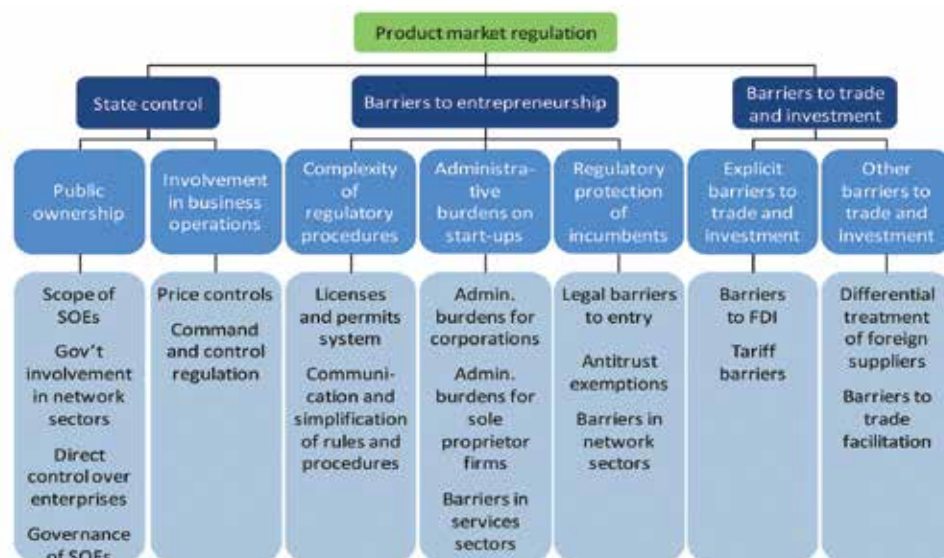 Product market regulation
State control
Barriers to entrepreneurship
Barriers to trade
and investment
Public
ownership
Involvement
in business
operations
Complexity
of
regulatory
procedures
Administra-
tive
burdens on
start-ups
Regulatory
protection
of
incumbents
Explicit
barriers to
trade and
investment
Other
barriers to
trade and
investment
Scope of
SOEs
Gov't
involvement
in network
sectors
Direct
control over
enterprises
Governance
of SOEs
Price controls
Command
and control
regulation
Licenses
and permits
system
Communi-
cation and
simplification
of rules and
procedures
Admin.
burdens for
corporations
Admin.
burdens for
sole
proprietor
firms
Barriers in
services
sectors
Legal barriers
to entry
Antitrust
exemptions
Barriers in
network
sectors
Barriers
to FDI
Tariff
barriers
Differential
treatment
of foreign
suppliers
Barriers to
trade
facilitation